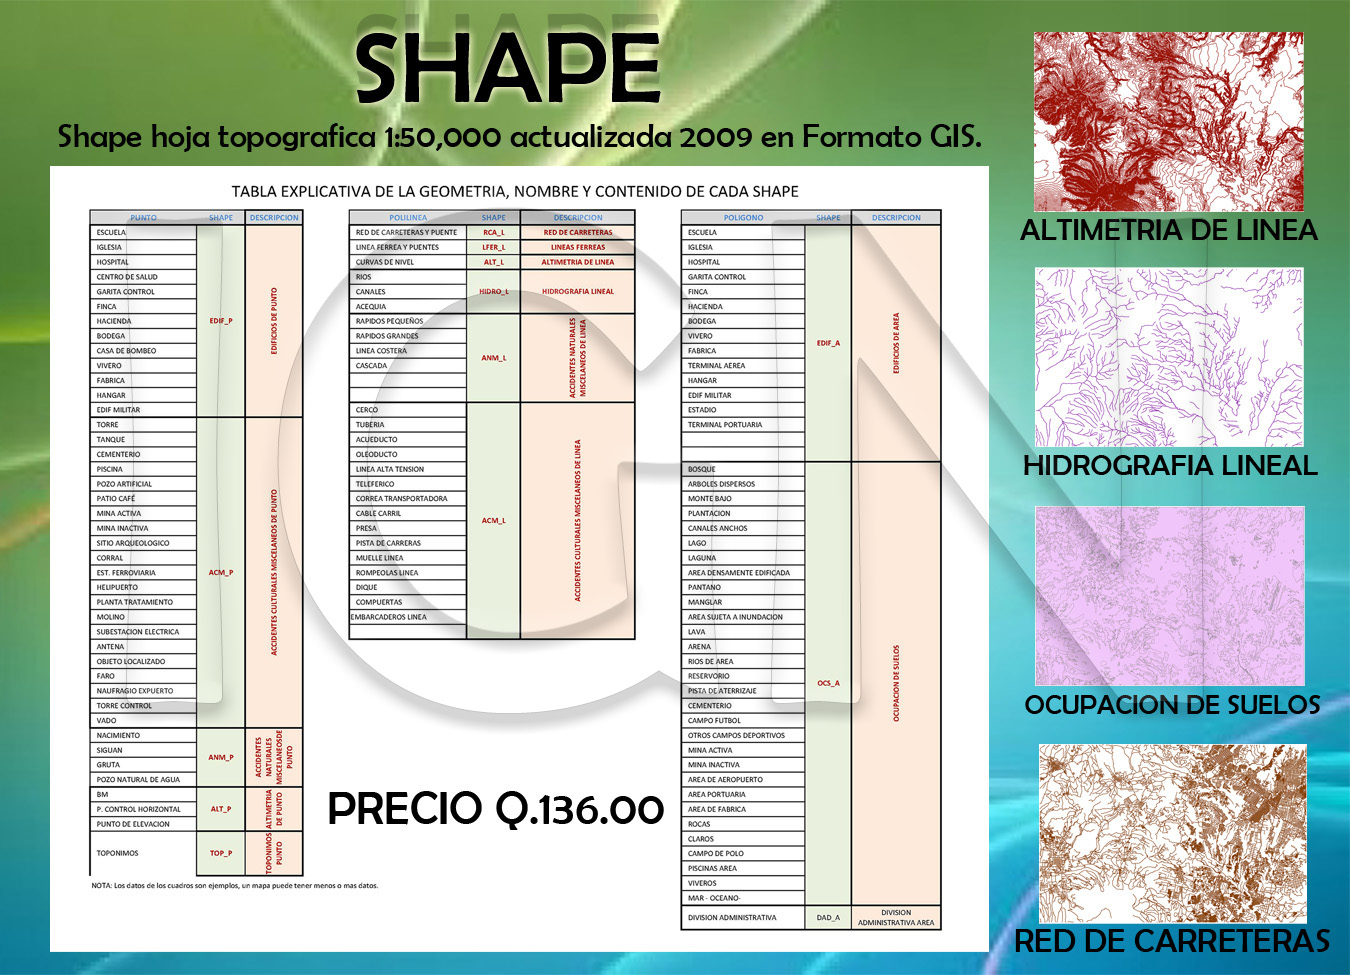 SHAPE
Shape hoja topografica 1:50,000 actualizada 2009 en Formato GIS.
TABLA EXPLICATIVA DE LA GEOMETRIA, NOMBRE Y CONTENIDO DE CADA SHAPE
PUNTO SHAPE DESCRIPCION
ESCUELA
IGLESIA
HOSPITAL
CENTRO DE SALUD
GARITA CONTROL
FINCA
HACIENDA
BODEGA
CASA DE BOMBEO
VIVERO
FABRICA
HANGAR
EDIF MILITAR
EDIF_P
EDIFICIOS DE PUNTO
TORRE
TANQUE
CEMENTERIO
PISCINA
POZO ARTIFICIAL
PATIO CAFÉ
MINA ACTIVA
MINA INACTIVA
SITIO ARQUEOLOGICO
CORRAL
EST. FERROVIARIA
HELIPUERTO
PLANTA TRATAMIENTO
MOLINO
SUBESTACION ELECTRICA
ANTENA
OBJETO LOCALIZADO
FARO
NAUFRAGIO EXPUERTO
TORRE CONTROL
VADO
ACM_P
ACCIDENTES CULTURALES MISCELANEOS DE PUNTO
NACIMIENTO
SIGUAN
GRUTA
POZO NATURAL DE AGUA
ANM_P
ACCIDENTES
NATURALES
MISCELANEOSDE
PUNTO
BM
P. CONTROL HORIZONTAL
PUNTO DE ELEVACION
ALT_P
ALTIMETRIA
DE PUNTO
TOPONIMOS
TOP_P
TOPONIMOS
PUNTO
NOTA: Los datos de los cuadros son ejemplos, un mapa puede tener menos o mas datos.
POLILINEA SHAPE DESCRIPCION
RED DE CARRETERAS Y PUENTE RCA_L RED DE CARRETERAS
LINEA FERREA Y PUENTES LFER_L LINEAS FERREAS
CURVAS DE NIVEL ALT_L ALTIMETRIA DE LINEA
RIOS
CANALES
ACEQUIA
HIDRO_L
HIDROGRAFIA LINEAL
RAPIDOS PEQUEÑOS
RAPIDOS GRANDES
LINEA COSTERA
CASCADA
ANM_L
ACCIDENTES NATURALES
MISCELANEOS DE LINEA
CERCO
TUBERIA
ACUEDUCTO
OLEODUCTO
LINEA ALTA TENSION
TELEFERICO
CORREA TRANSPORTADORA
CABLE CARRIL
PRESA
PISTA DE CARRERAS
MUELLE LINEA
ROMPEOLAS LINEA
DIQUE
COMPUERTAS
EMBARCADEROS LINEA
ACM_L
ACCIDENTES CULTURALES MISCELANEOS DE LINEA
PRECIO Q.136.00
POLIGONO SHAPE DESCRIPCION
ESCUELA
IGLESIA
HOSPITAL
GARITA CONTROL
FINCA
HACIENDA
BODEGA
VIVERO
FABRICA
TERMINAL AEREA
HANGAR
EDIF MILITAR
ESTADIO
TERMINAL PORTUARIA
EDIF_A
EDIFICIOS DE AREA
BOSQUE
ARBOLES DISPERSOS
MONTE BAJO
PLANTACION
CANALES ANCHOS
LAGO
LAGUNA
AREA DENSAMENTE EDIFICADA
PANTANO
MANGLAR
AREA SUJETA A INUNDACION
LAVA
ARENA
RIOS DE AREA
RESERVORIO
PISTA DE ATERRIZAJE
CEMENTERIO
CAMPO FUTBOL
OTROS CAMPOS DEPORTIVOS
MINA ACTIVA
MINA INACTIVA
AREA DE AEROPUERTO
AREA PORTUARIA
AREA DE FABRICA
ROCAS
CLAROS
CAMPO DE POLO
PISCINAS AREA
VIVEROS
MAR - OCEANO-
OCS_A
OCUPACION DE SUELOS
DIVISION ADMINISTRATIVA DAD_A DIVISION
ADMINISTRATIVA AREA
IGN
ALTIMETRIA DE LINEA
HIDROGRAFIA LINEAL
OCUPACION DE SUELOS
RED DE CARRETERAS